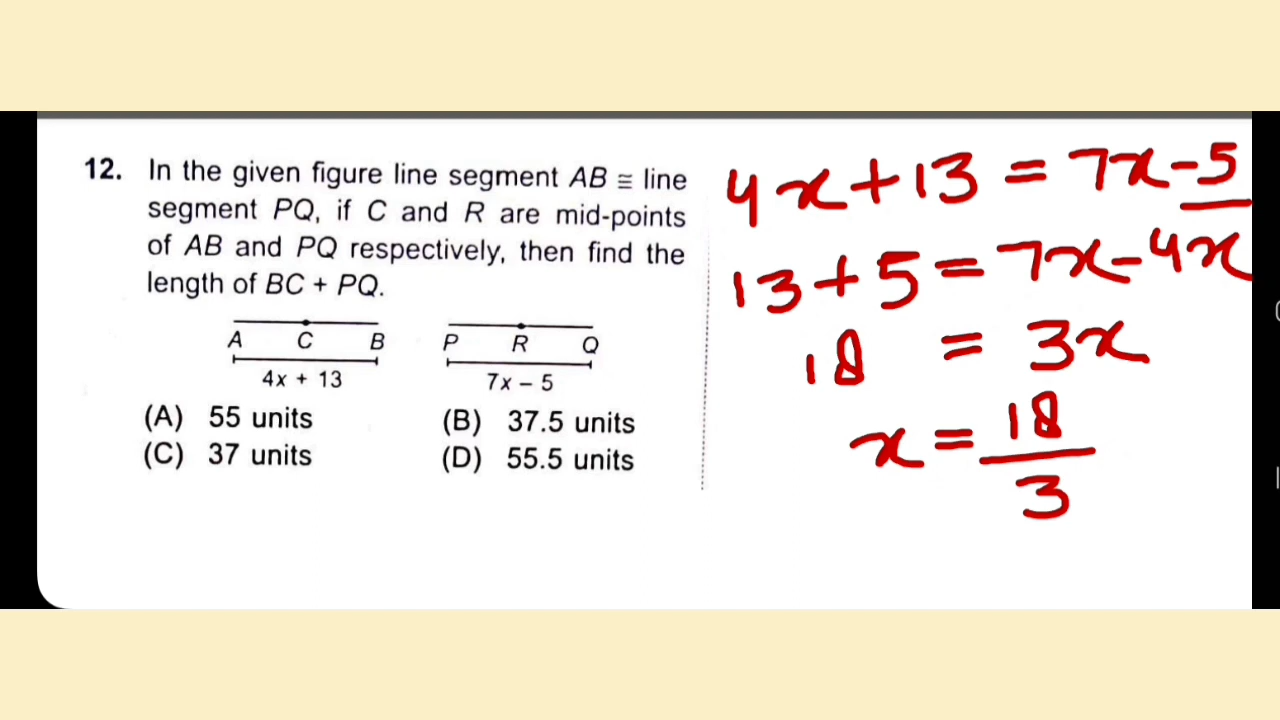 12. In the given figure line segment AB ≅ line
segment PQ, if C and R are mid-points
of AB and PQ respectively, then find the
length of BC + PQ.
A C B P R Q
4x + 13 7x – 5
(A) 55 units (B) 37.5 units
(C) 37 units (D) 55.5 units
4x+13 = 7x-5
13+5=7x-4x
18 = 3x
x = 18
3